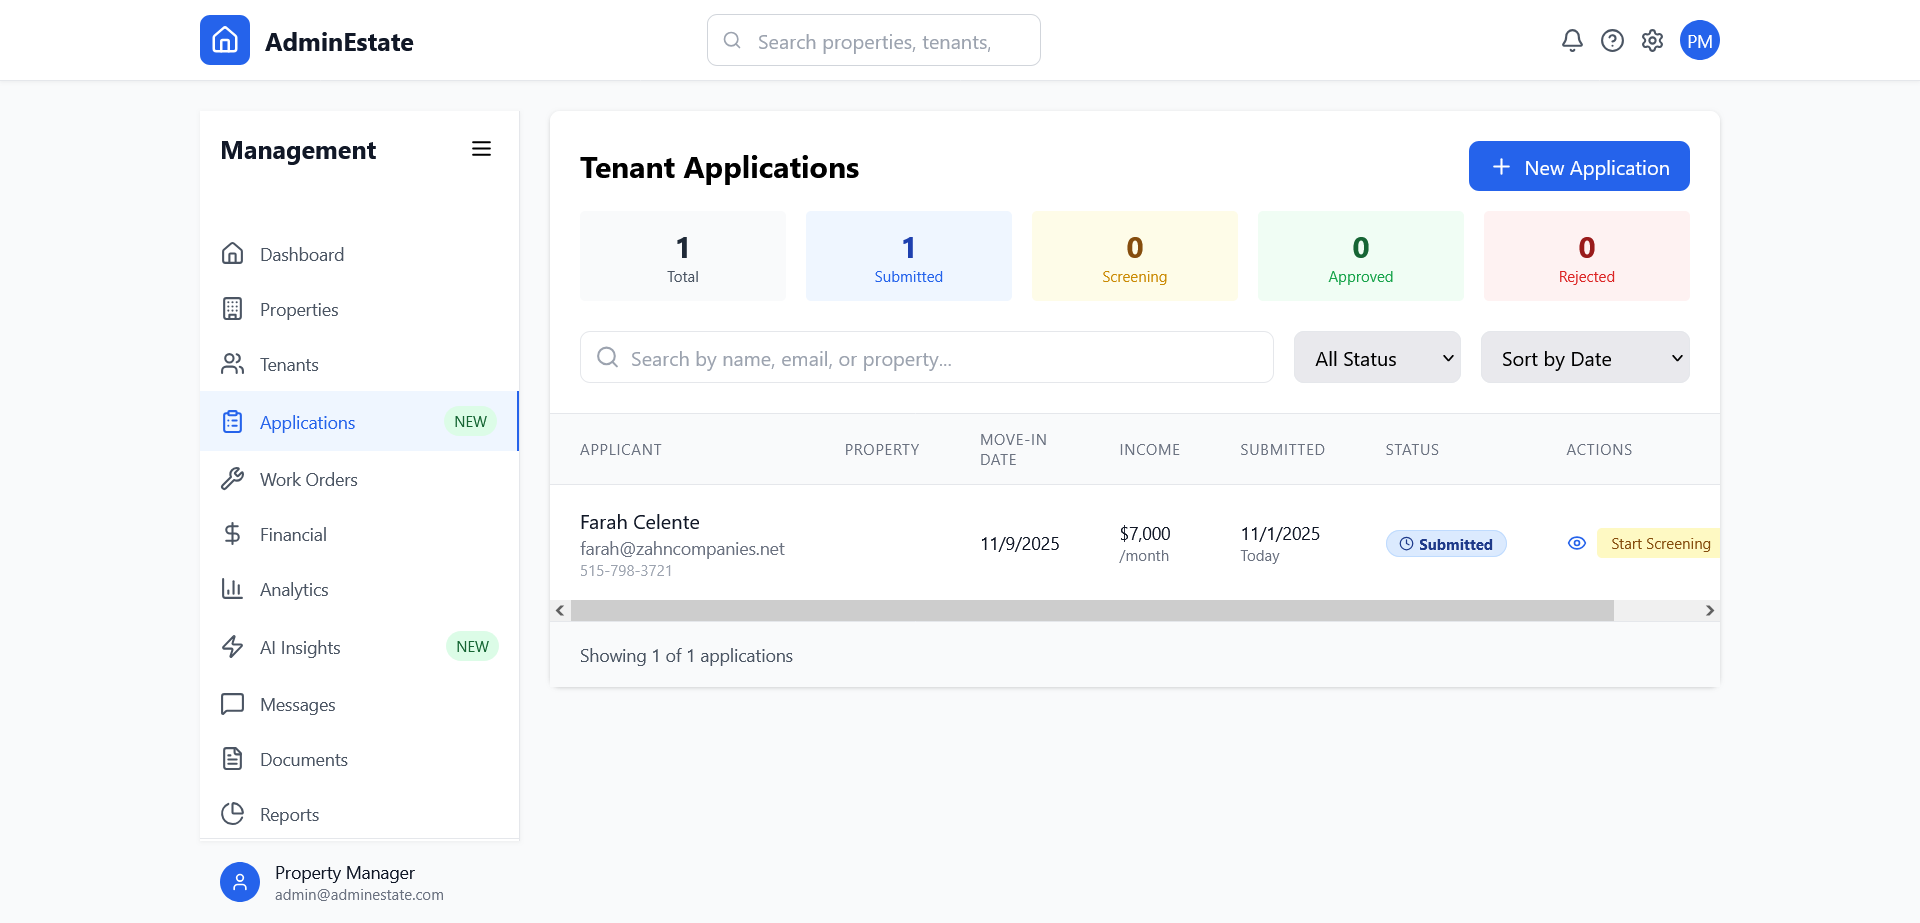 AdminEstate
Search properties, tenants,
PM
Management
Dashboard
Properties
Tenants
Applications NEW
Work Orders
Financial
Analytics
AI Insights NEW
Messages
Documents
Reports
Property Manager
admin@adminestate.com
Tenant Applications
New Application
1 1 0 0 0
Total Submitted Screening Approved Rejected
Search by name, email, or property...
All Status
Sort by Date
APPLICANT PROPERTY MOVE-IN DATE INCOME SUBMITTED STATUS ACTIONS
Farah Celente
farah@zahncompanies.net
515-798-3721
11/9/2025
$7,000
/month
11/1/2025
Today
Submitted
Start Screening
Showing 1 of 1 applications